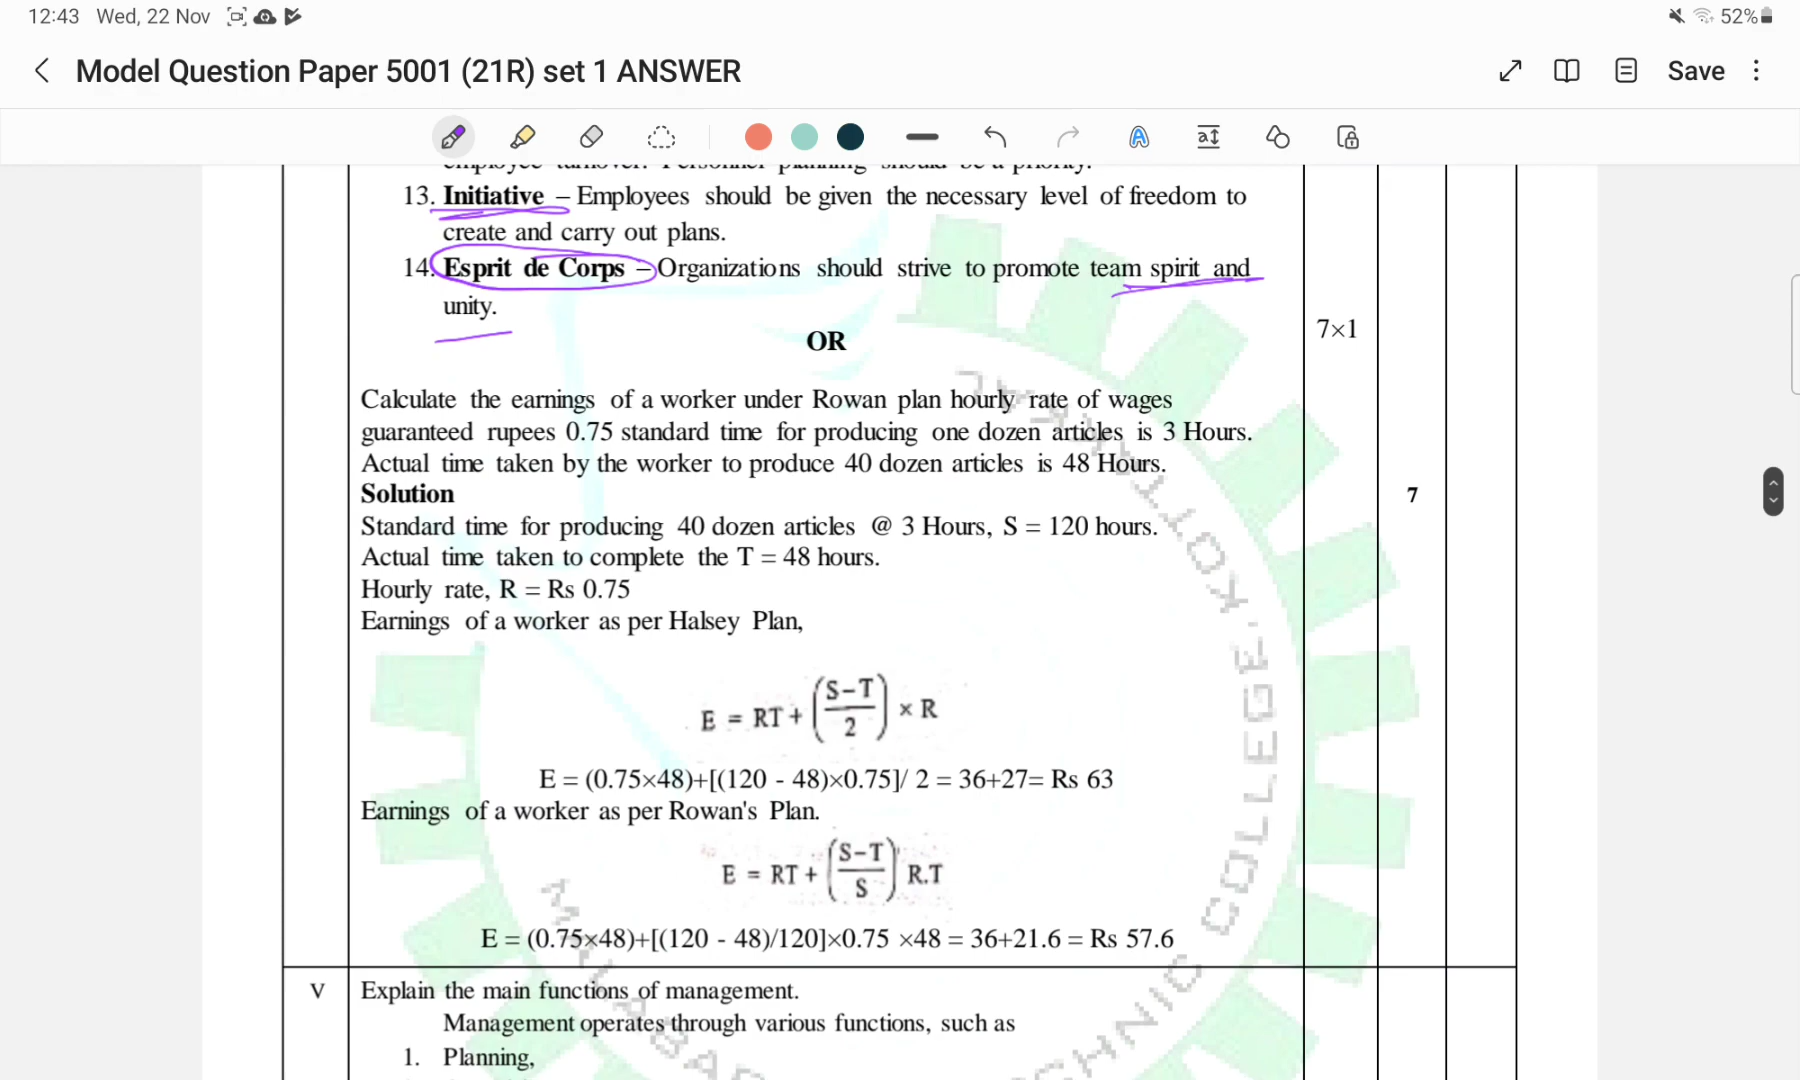 12:43 Wed, 22 Nov
52%
Model Question Paper 5001 (21R) set 1 ANSWER
Save
employee turnover. Personnel planning should be a priority.
13. Initiative – Employees should be given the necessary level of freedom to
create and carry out plans.
14. Esprit de Corps – Organizations should strive to promote team spirit and
unity.
OR
7×1
Calculate the earnings of a worker under Rowan plan hourly rate of wages
guaranteed rupees 0.75 standard time for producing one dozen articles is 3 Hours.
Actual time taken by the worker to produce 40 dozen articles is 48 Hours.
Solution
7
Standard time for producing 40 dozen articles @ 3 Hours, S = 120 hours.
Actual time taken to complete the T = 48 hours.
Hourly rate, R = Rs 0.75
Earnings of a worker as per Halsey Plan,
E = RT + (S–T/2) × R
E = (0.75×48)+[(120 - 48)×0.75]/ 2 = 36+27= Rs 63
Earnings of a worker as per Rowan's Plan.
E = RT + (S–T/S) R.T
E = (0.75×48)+[(120 - 48)/120]×0.75 ×48 = 36+21.6 = Rs 57.6
V Explain the main functions of management.
Management operates through various functions, such as
1. Planning,